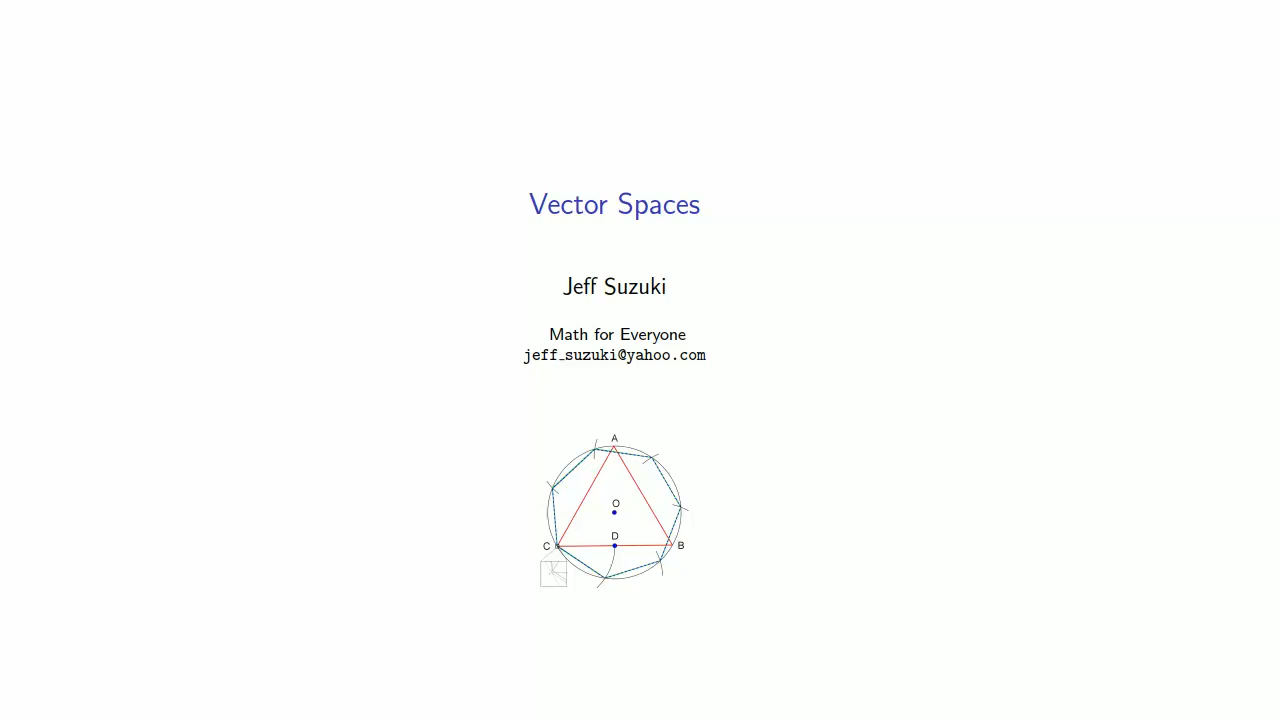 Vector Spaces
Jeff Suzuki
Math for Everyone
jeff_suzuki@yahoo.com
A
O
D
C
B